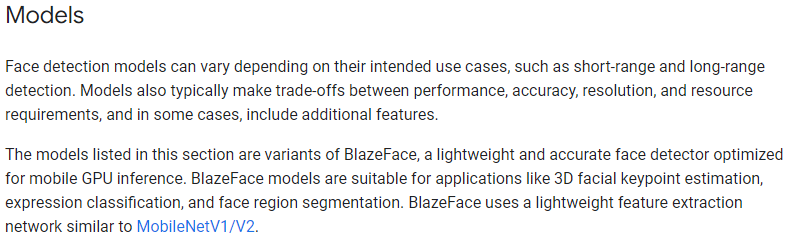 Models
Face detection models can vary depending on their intended use cases, such as short-range and long-range
detection. Models also typically make trade-offs between performance, accuracy, resolution, and resource
requirements, and in some cases, include additional features.
The models listed in this section are variants of BlazeFace, a lightweight and accurate face detector optimized
for mobile GPU inference. BlazeFace models are suitable for applications like 3D facial keypoint estimation,
expression classification, and face region segmentation. BlazeFace uses a lightweight feature extraction
network similar to MobileNetV1/V2.